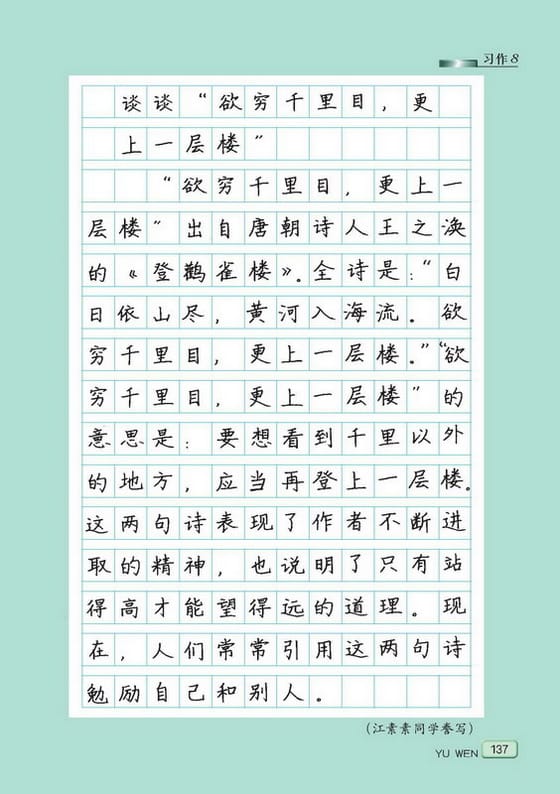 习作8
谈谈“欲穷千里目，更
上一层楼”
“欲穷千里目，更上一
层楼”出自唐朝诗人王之涣
的《登鹳雀楼》。全诗是：“白
日依山尽，黄河入海流。欲
穷千里目，更上一层楼。”“欲
穷千里目，更上一层楼”的
意思是：要想看到千里以外
的地方，应当再登上一层楼。
这两句诗表现了作者不断进
取的精神，也说明了只有站
得高才能望得远的道理。现
在，人们常常引用这两句诗
勉励自己和别人。
（江素素同学誊写）
YU WEN 137